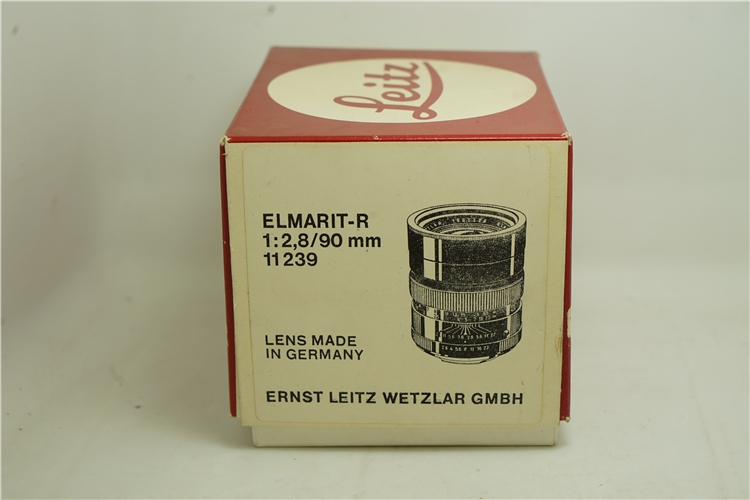 Leitz
ELMARIT-R
1:2,8/90 mm
11239
LENS MADE
IN GERMANY
ERNST LEITZ WETZLAR GMBH